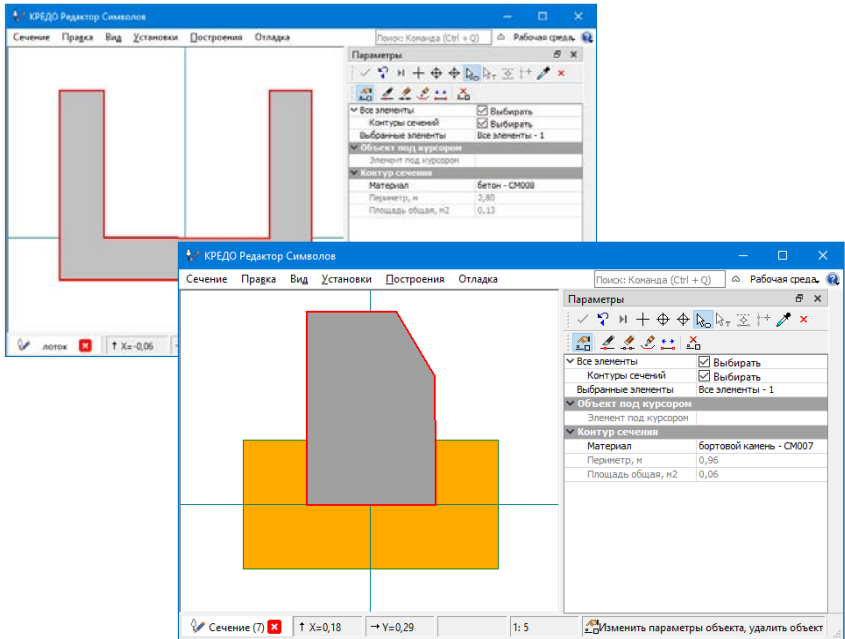 КРЕДО Редактор Символов
Сечение Правка Вид Установки Построения Отладка
Поиск: Команда (Ctrl + Q) Рабочая среда
Параметры
Все элементы Выбирать
Контуры сечений Выбирать
Выбранные элементы Все элементы - 1
Объект под курсором
Элемент под курсором
Контур сечения
Материал бетон - СМ008
Периметр, м 2,80
Площадь общая, м2 0,13
лоток X=-0,06
КРЕДО Редактор Символов
Сечение Правка Вид Установки Построения Отладка
Поиск: Команда (Ctrl + Q) Рабочая среда
Параметры
Все элементы Выбирать
Контуры сечений Выбирать
Выбранные элементы Все элементы - 1
Объект под курсором
Элемент под курсором
Контур сечения
Материал бортовой камень - СМ007
Периметр, м 0,96
Площадь общая, м2 0,06
Сечение (7) X=0,18 Y=0,29 1: 5 Изменить параметры объекта, удалить объект